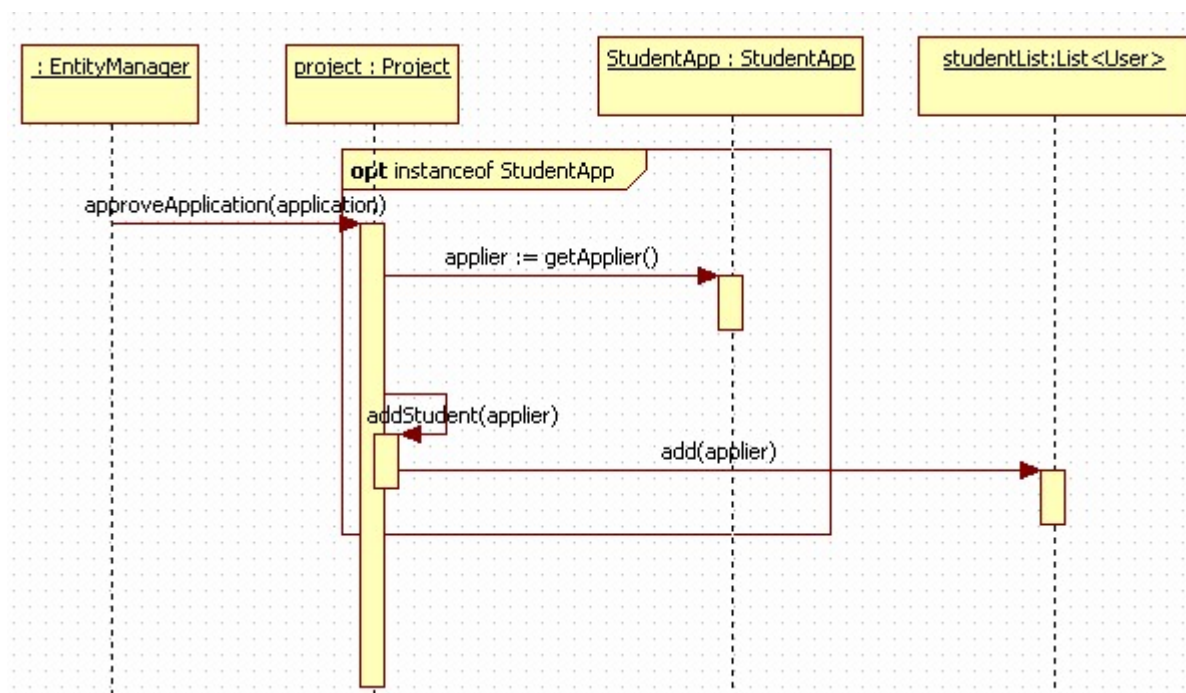 : EntityManager
project : Project
StudentApp : StudentApp
studentList:List<User>
opt instanceof StudentApp
approveApplication(application)
applier := getApplier()
addStudent(applier)
add(applier)